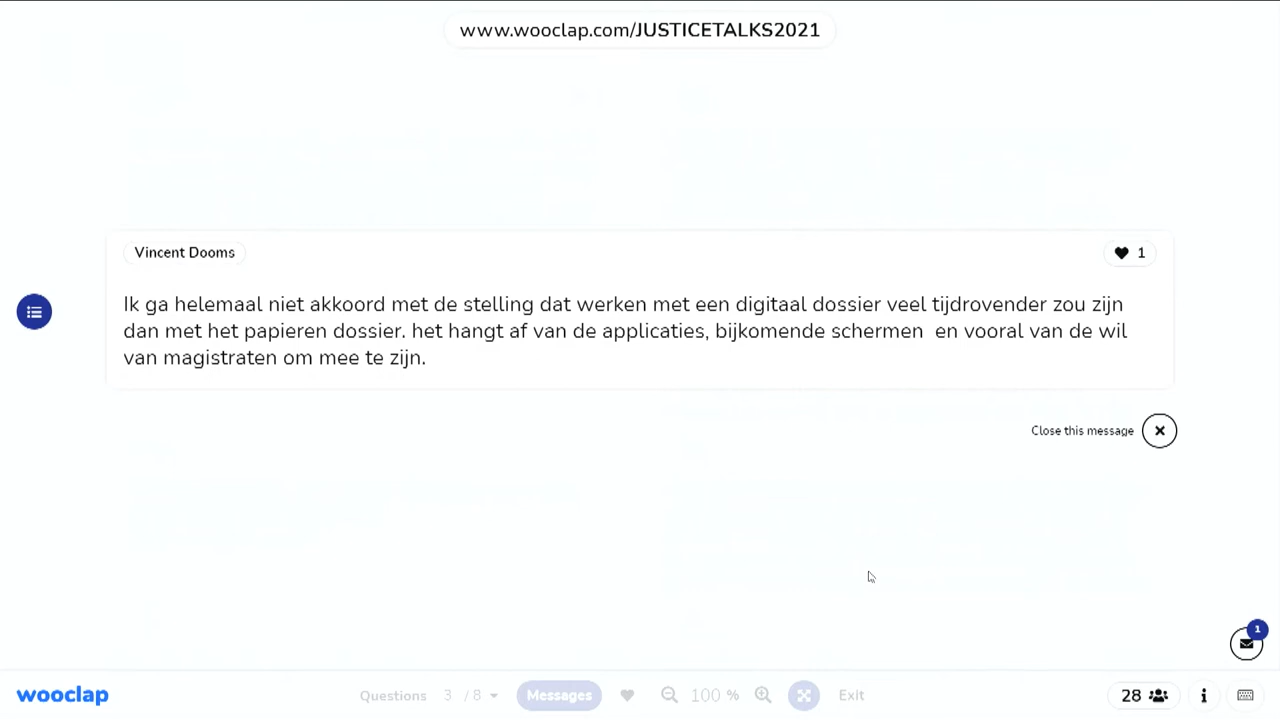 www.wooclap.com/JUSTICETALKS2021
Vincent Dooms
1
Ik ga helemaal niet akkoord met de stelling dat werken met een digitaal dossier veel tijdrovender zou zijn
dan met het papieren dossier. het hangt af van de applicaties, bijkomende schermen en vooral van de wil
van magistraten om mee te zijn.
Close this message
1
wooclap
Questions 3 / 8 Messages 100 % Exit 28